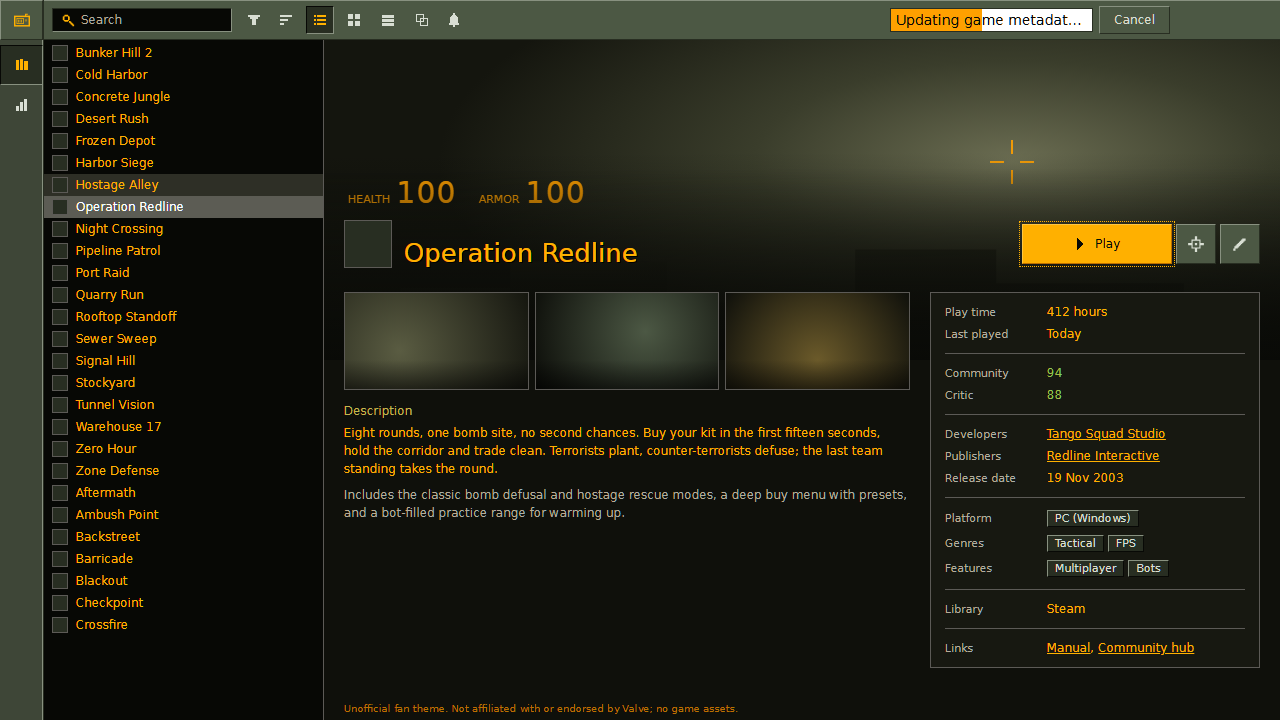 Search
Updating game metadat...
Cancel
Bunker Hill 2
Cold Harbor
Concrete Jungle
Desert Rush
Frozen Depot
Harbor Siege
Hostage Alley
Operation Redline
Night Crossing
Pipeline Patrol
Port Raid
Quarry Run
Rooftop Standoff
Sewer Sweep
Signal Hill
Stockyard
Tunnel Vision
Warehouse 17
Zero Hour
Zone Defense
Aftermath
Ambush Point
Backstreet
Barricade
Blackout
Checkpoint
Crossfire
HEALTH 100 ARMOR 100
Operation Redline
Play
Description
Eight rounds, one bomb site, no second chances. Buy your kit in the first fifteen seconds,
hold the corridor and trade clean. Terrorists plant, counter-terrorists defuse; the last team
standing takes the round.
Includes the classic bomb defusal and hostage rescue modes, a deep buy menu with presets,
and a bot-filled practice range for warming up.
Play time 412 hours
Last played Today
Community 94
Critic 88
Developers Tango Squad Studio
Publishers Redline Interactive
Release date 19 Nov 2003
Platform PC (Windows)
Genres Tactical FPS
Features Multiplayer Bots
Library Steam
Links Manual, Community hub
Unofficial fan theme. Not affiliated with or endorsed by Valve; no game assets.